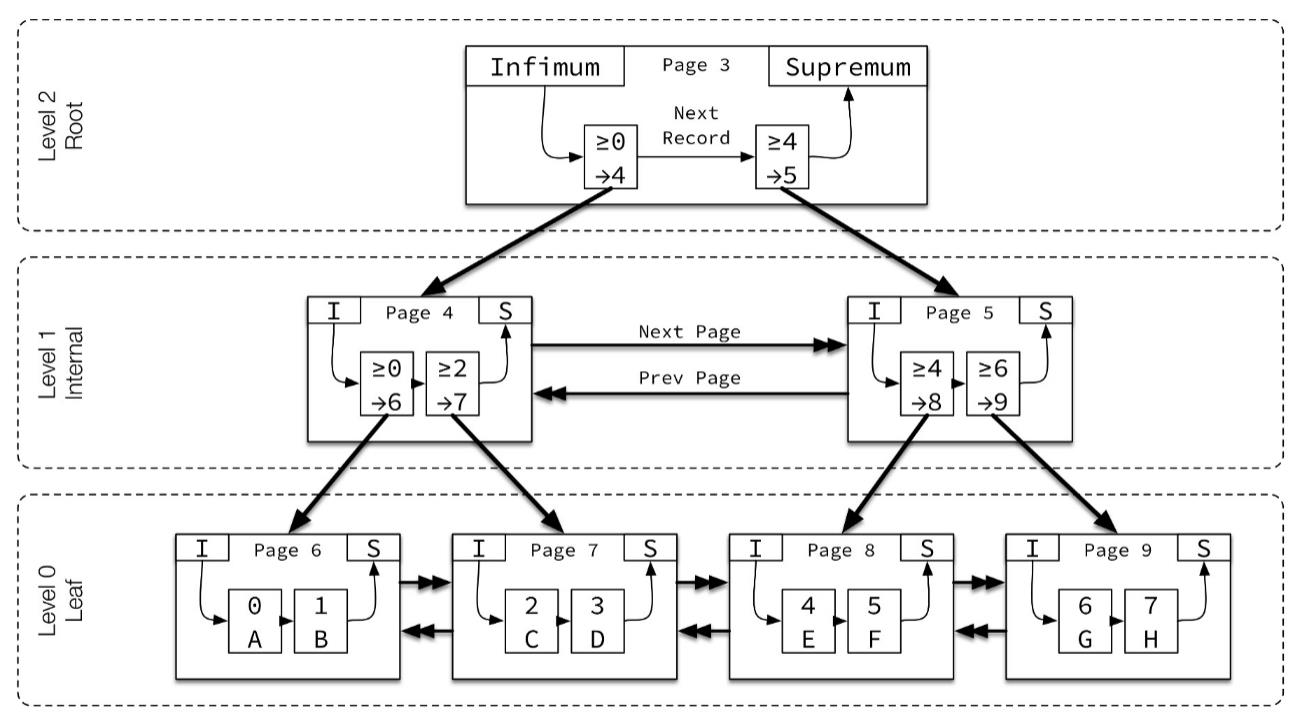 Level 2
Root
Infimum
Page 3
Supremum
Next
Record
≥0
→4
≥4
→5
Level 1
Internal
I
Page 4
S
≥0
→6
≥2
→7
Next Page
Prev Page
I
Page 5
S
≥4
→8
≥6
→9
Level 0
Leaf
I
Page 6
S
0
A
1
B
I
Page 7
S
2
C
3
D
I
Page 8
S
4
E
5
F
I
Page 9
S
6
G
7
H